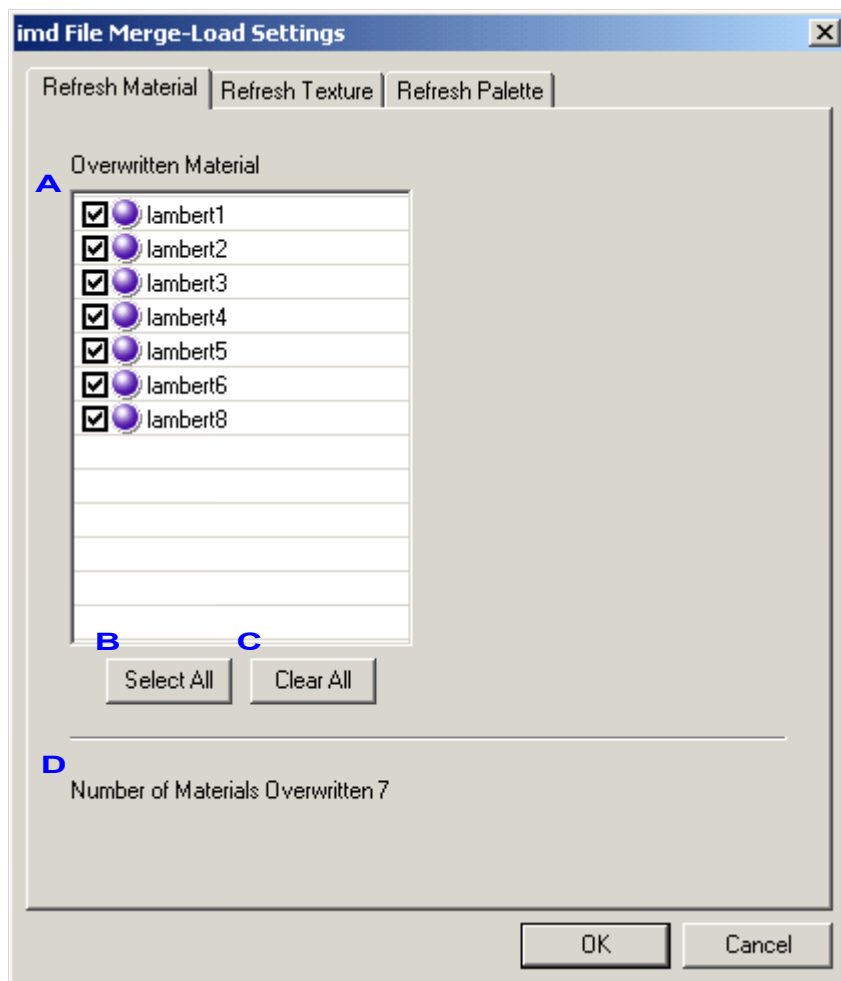 imd File Merge-Load Settings
Refresh Material Refresh Texture Refresh Palette
Overwritten Material
A
lambert1
lambert2
lambert3
lambert4
lambert5
lambert6
lambert8
B C
Select All Clear All
D
Number of Materials Overwritten 7
OK Cancel